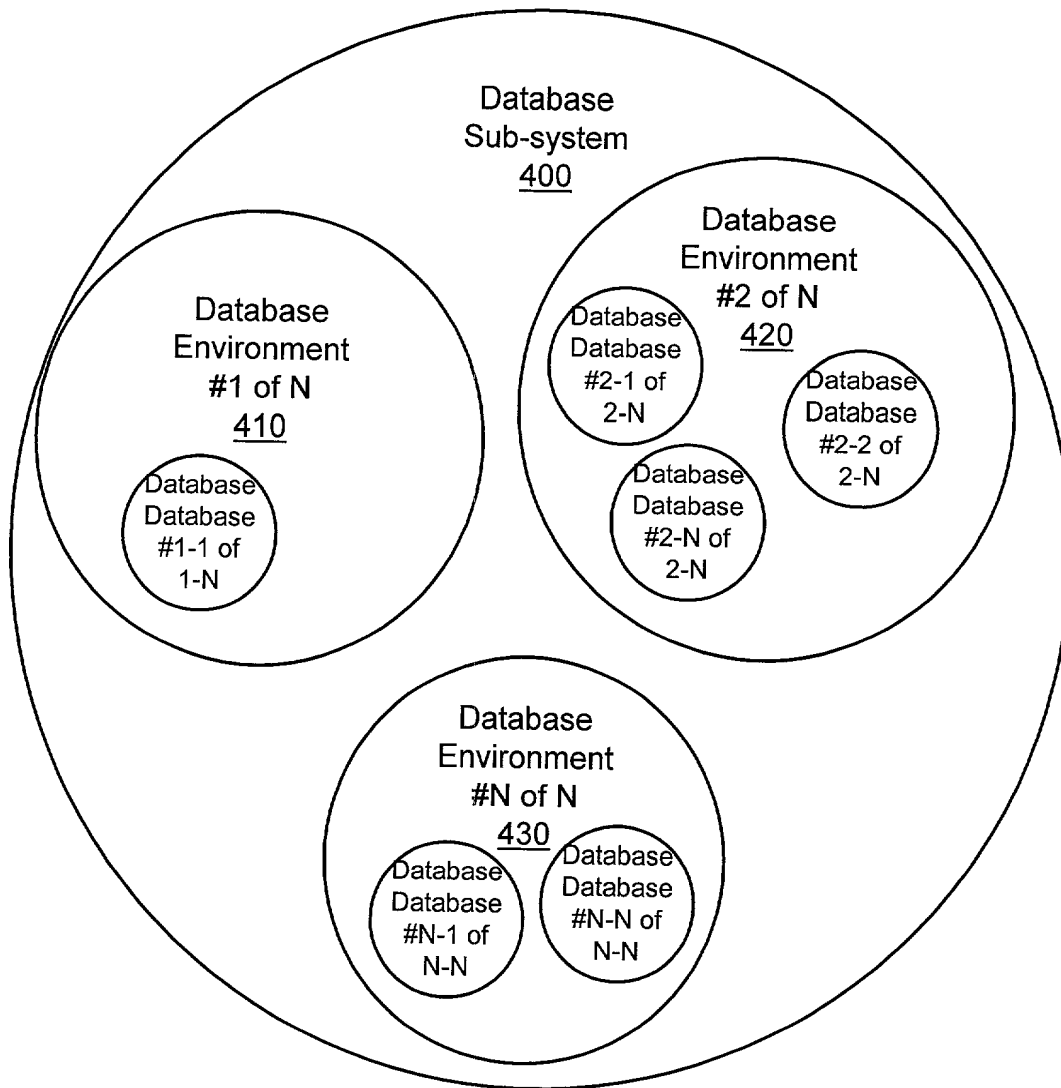 Database
Sub-system
400
Database
Environment
#1 of N
410
Database
Database
#1-1 of
1-N
Database
Environment
#2 of N
420
Database
Database
#2-1 of
2-N
Database
Database
#2-2 of
2-N
Database
Database
#2-N of
2-N
Database
Environment
#N of N
430
Database
Database
#N-1 of
N-N
Database
Database
#N-N of
N-N